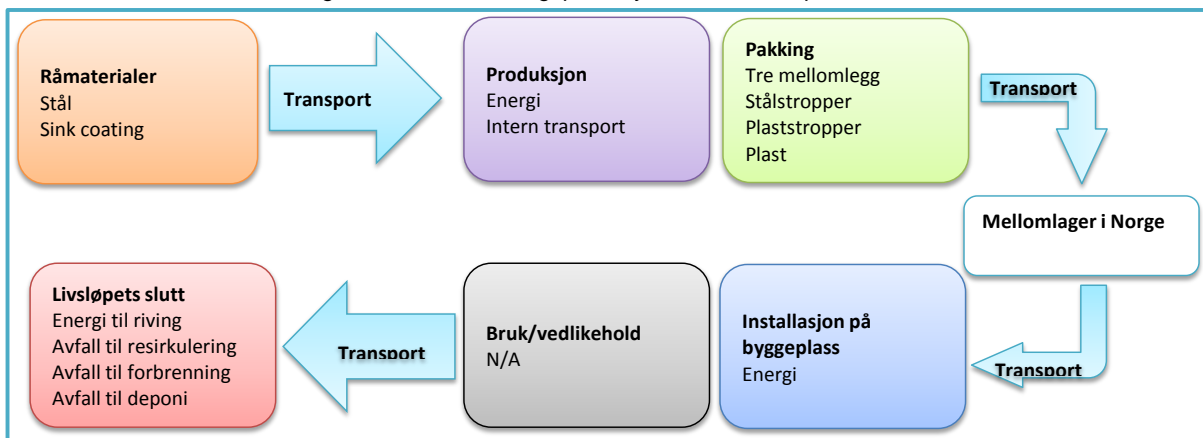 Råmaterialer
Stål
Sink coating
Transport
Produksjon
Energi
Intern transport
Pakking
Tre mellomlegg
Stålstropper
Plaststropper
Plast
Transport
Mellomlager i Norge
Transport
Installasjon på
byggeplass
Energi
Bruk/vedlikehold
N/A
Transport
Livsløpets slutt
Energi til riving
Avfall til resirkulering
Avfall til forbrenning
Avfall til deponi